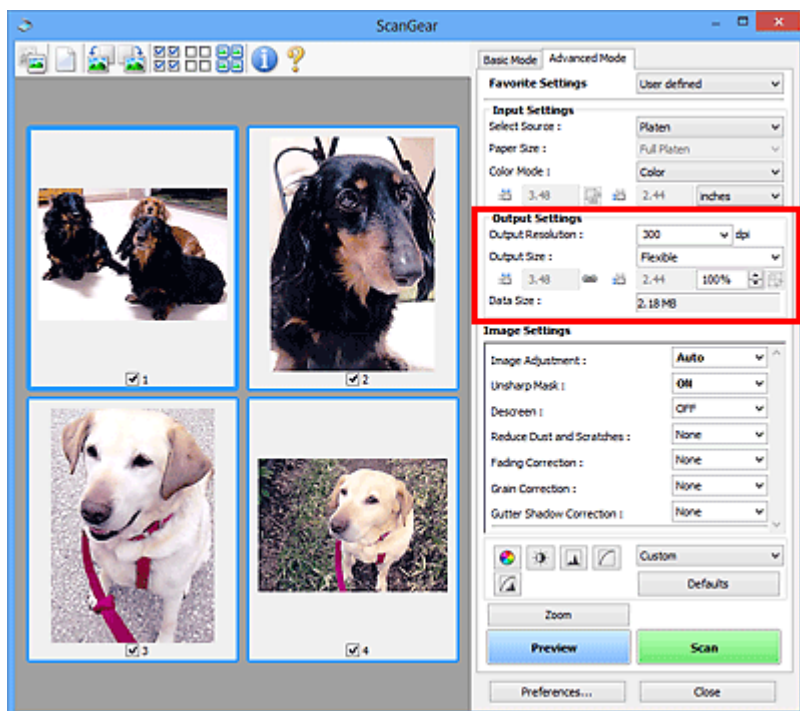 ScanGear
Basic Mode Advanced Mode
Favorite Settings User defined
Input Settings
Select Source : Platen
Paper Size : Full Platen
Color Mode : Color
3.48 2.44 inches
Output Settings
Output Resolution : 300 dpi
Output Size : Flexible
3.48 2.44 100%
Data Size : 2.18 MB
Image Settings
Image Adjustment : Auto
Unsharp Mask : ON
Descreen : OFF
Reduce Dust and Scratches : None
Fading Correction : None
Grain Correction : None
Gutter Shadow Correction : None
Custom
Defaults
Zoom
Preview Scan
Preferences... Close
1
2
3
4